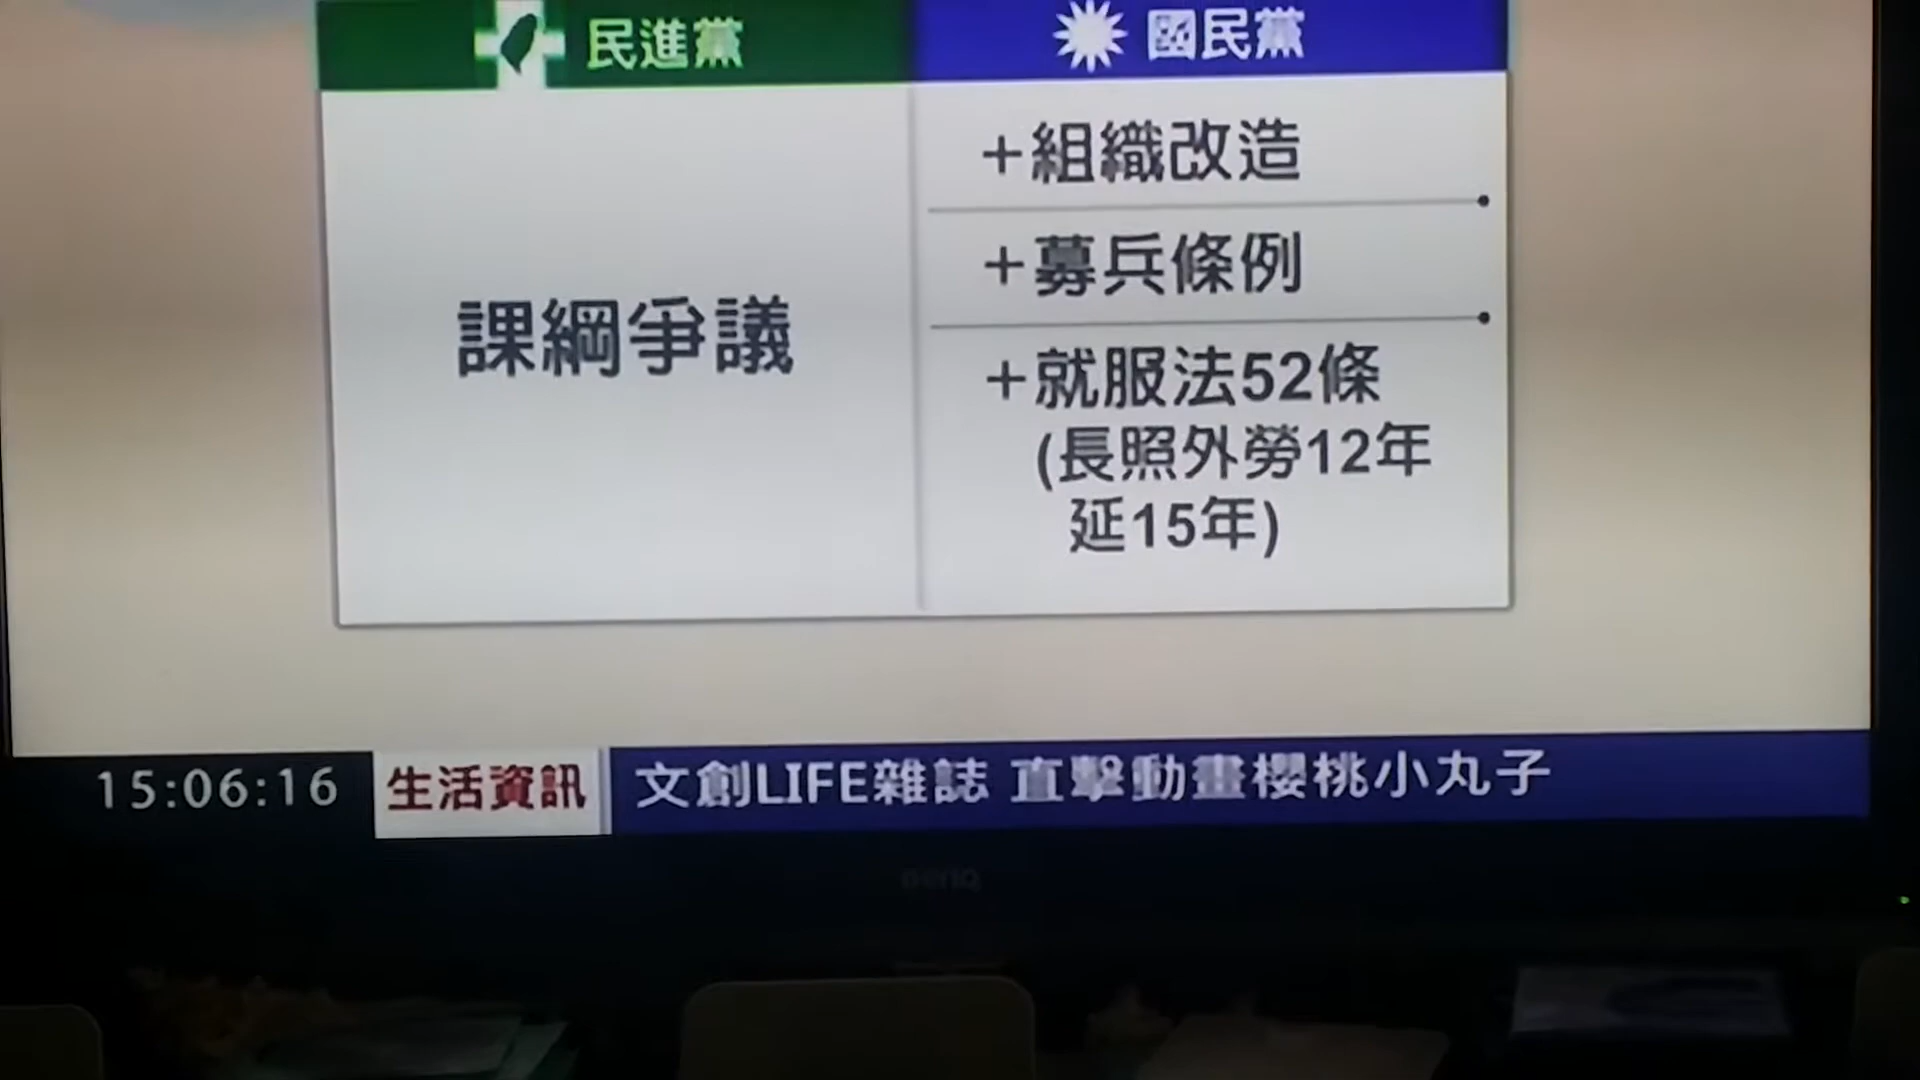 民進黨
國民黨
課綱爭議
+組織改造
+募兵條例
+就服法52條
(長照外勞12年
延15年)
15:06:16
生活資訊
文創LIFE雜誌 直擊動畫櫻桃小丸子
BenQ